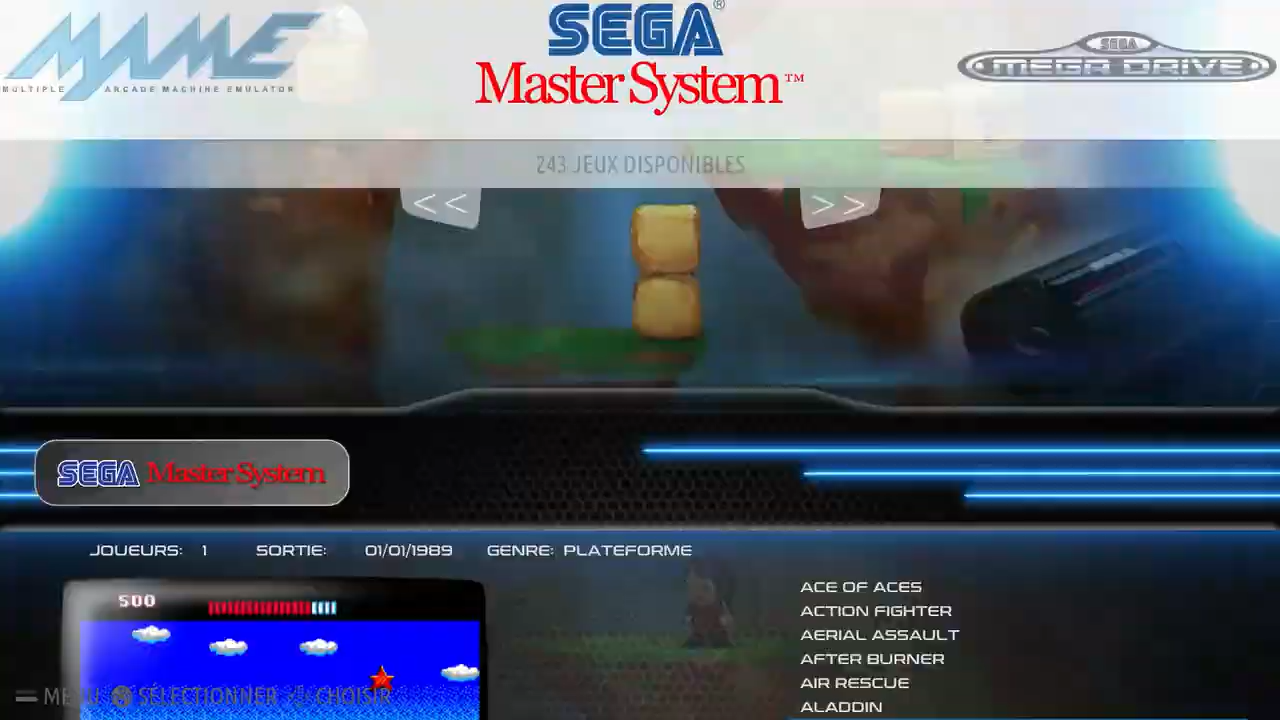 MAME
MULTIPLE ARCADE MACHINE EMULATOR
SEGA®
Master System™
SEGA
MEGA DRIVE
243 JEUX DISPONIBLES
<< >>
SEGA Master System
JOUEURS: 1 SORTIE: 01/01/1989 GENRE: PLATEFORME
500
ACE OF ACES
ACTION FIGHTER
AERIAL ASSAULT
AFTER BURNER
AIR RESCUE
ALADDIN
MENU SÉLECTIONNER CHOISIR